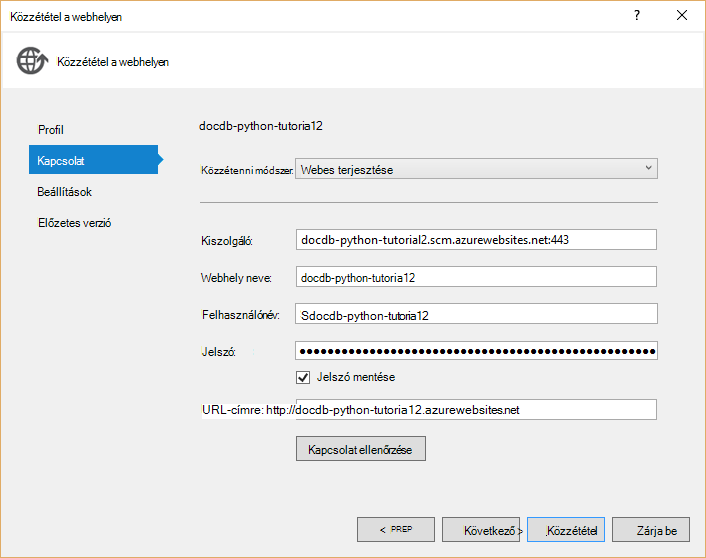 Közzététel a webhelyen
?
Közzététel a webhelyen
Profil
Kapcsolat
Beállítások
Előzetes verzió
docdb-python-tutoria12
Közzétenni módszer:
Webes terjesztése
Kiszolgáló:
docdb-python-tutorial2.scm.azurewebsites.net:443
Webhely neve:
docdb-python-tutoria12
Felhasználónév:
Sdocdb-python-tutoria12
Jelszó:
Jelszó mentése
URL-címre: http://docdb-python-tutoria12.azurewebsites.net
Kapcsolat ellenőrzése
< PREP
Következő >
Közzététel
Zárja be